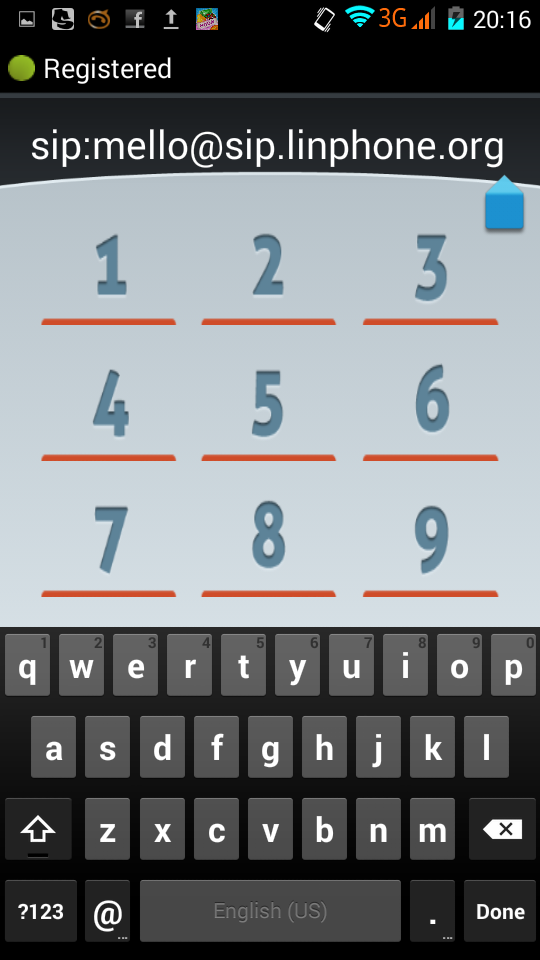 3G 20:16
Registered
sip:mello@sip.linphone.org
1 2 3
4 5 6
7 8 9
1 2 3 4 5 6 7 8 9 0
q w e r t y u i o p
a s d f g h j k l
z x c v b n m
?123 @ English (US) . Done